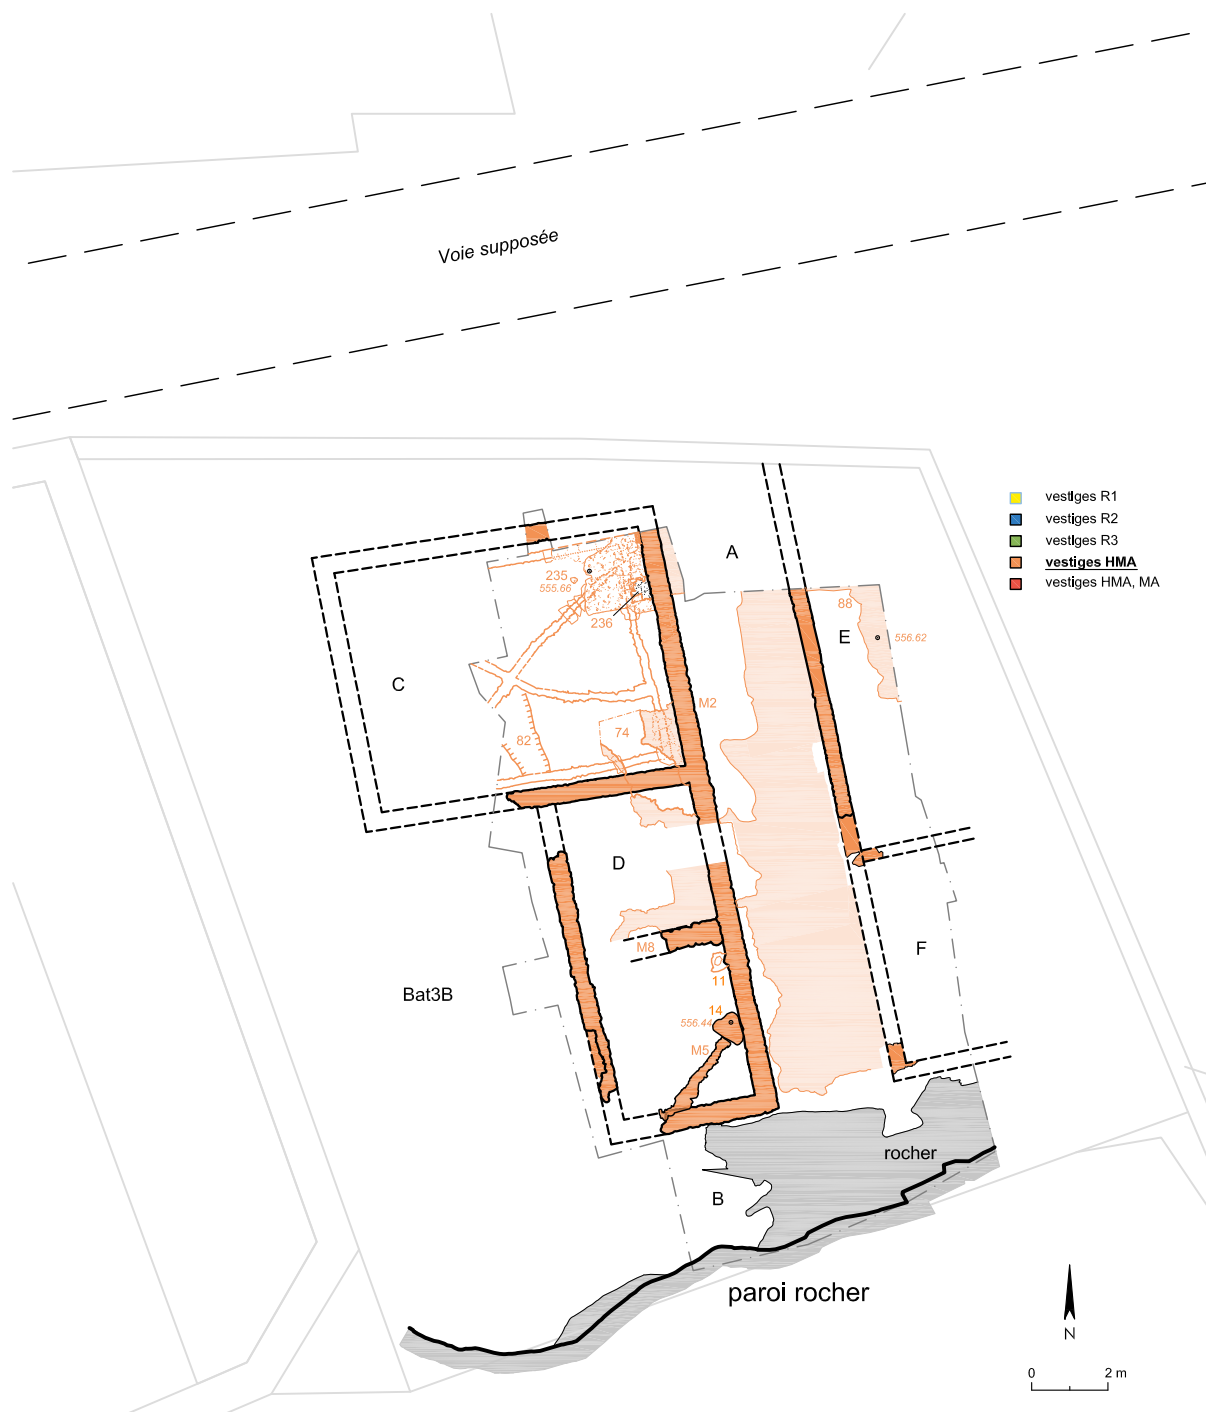 Voie supposée
vestiges R1
vestiges R2
vestiges R3
vestiges HMA
vestiges HMA, MA
A
235
555.66
236
88
E
556.62
C
M2
74
82
D
M8
11
F
Bat3B
14
556.44
M5
rocher
B
paroi rocher
N
0 2 m